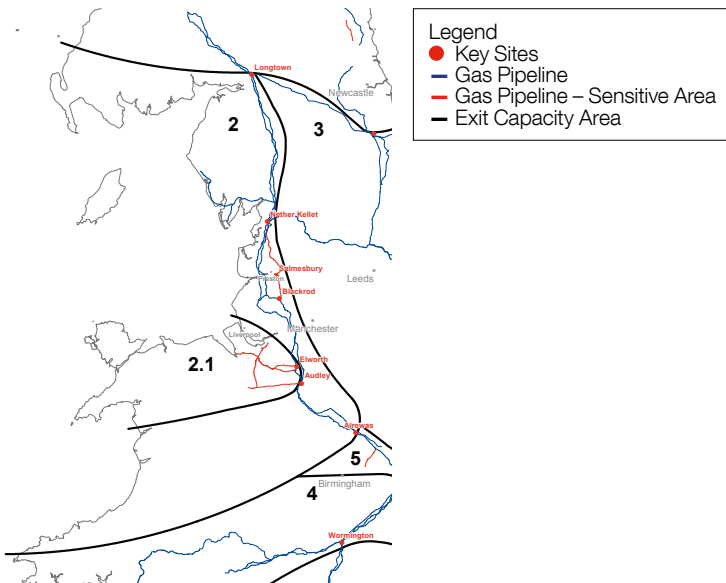 Longtown
Newcastle
2
3
Nether Kellet
Salmesbury
Preston
Leeds
Blackrod
Liverpool
Manchester
2.1
Elworth
Audley
Alrewas
5
Birmingham
4
Wormington
Legend
Key Sites
Gas Pipeline
Gas Pipeline – Sensitive Area
Exit Capacity Area